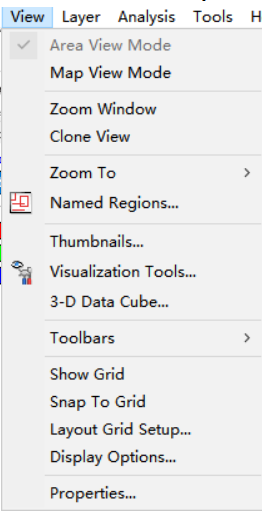 View Layer Analysis Tools H
Area View Mode
Map View Mode
Zoom Window
Clone View
Zoom To
Named Regions...
Thumbnails...
Visualization Tools...
3-D Data Cube...
Toolbars
Show Grid
Snap To Grid
Layout Grid Setup...
Display Options...
Properties...